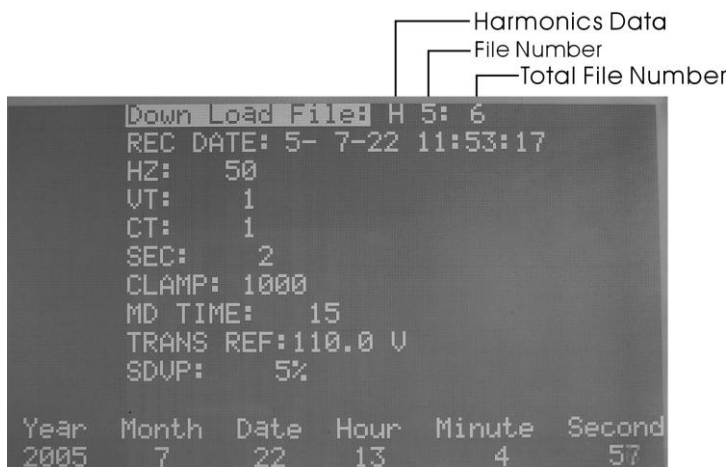 Harmonics Data
File Number
Total File Number
Down Load File: H 5: 6
REC DATE: 5- 7-22 11:53:17
HZ: 50
VT: 1
CT: 1
SEC: 2
CLAMP: 1000
MD TIME: 15
TRANS REF:110.0 V
SDVP: 5%
Year Month Date Hour Minute Second
2005 7 22 13 4 57